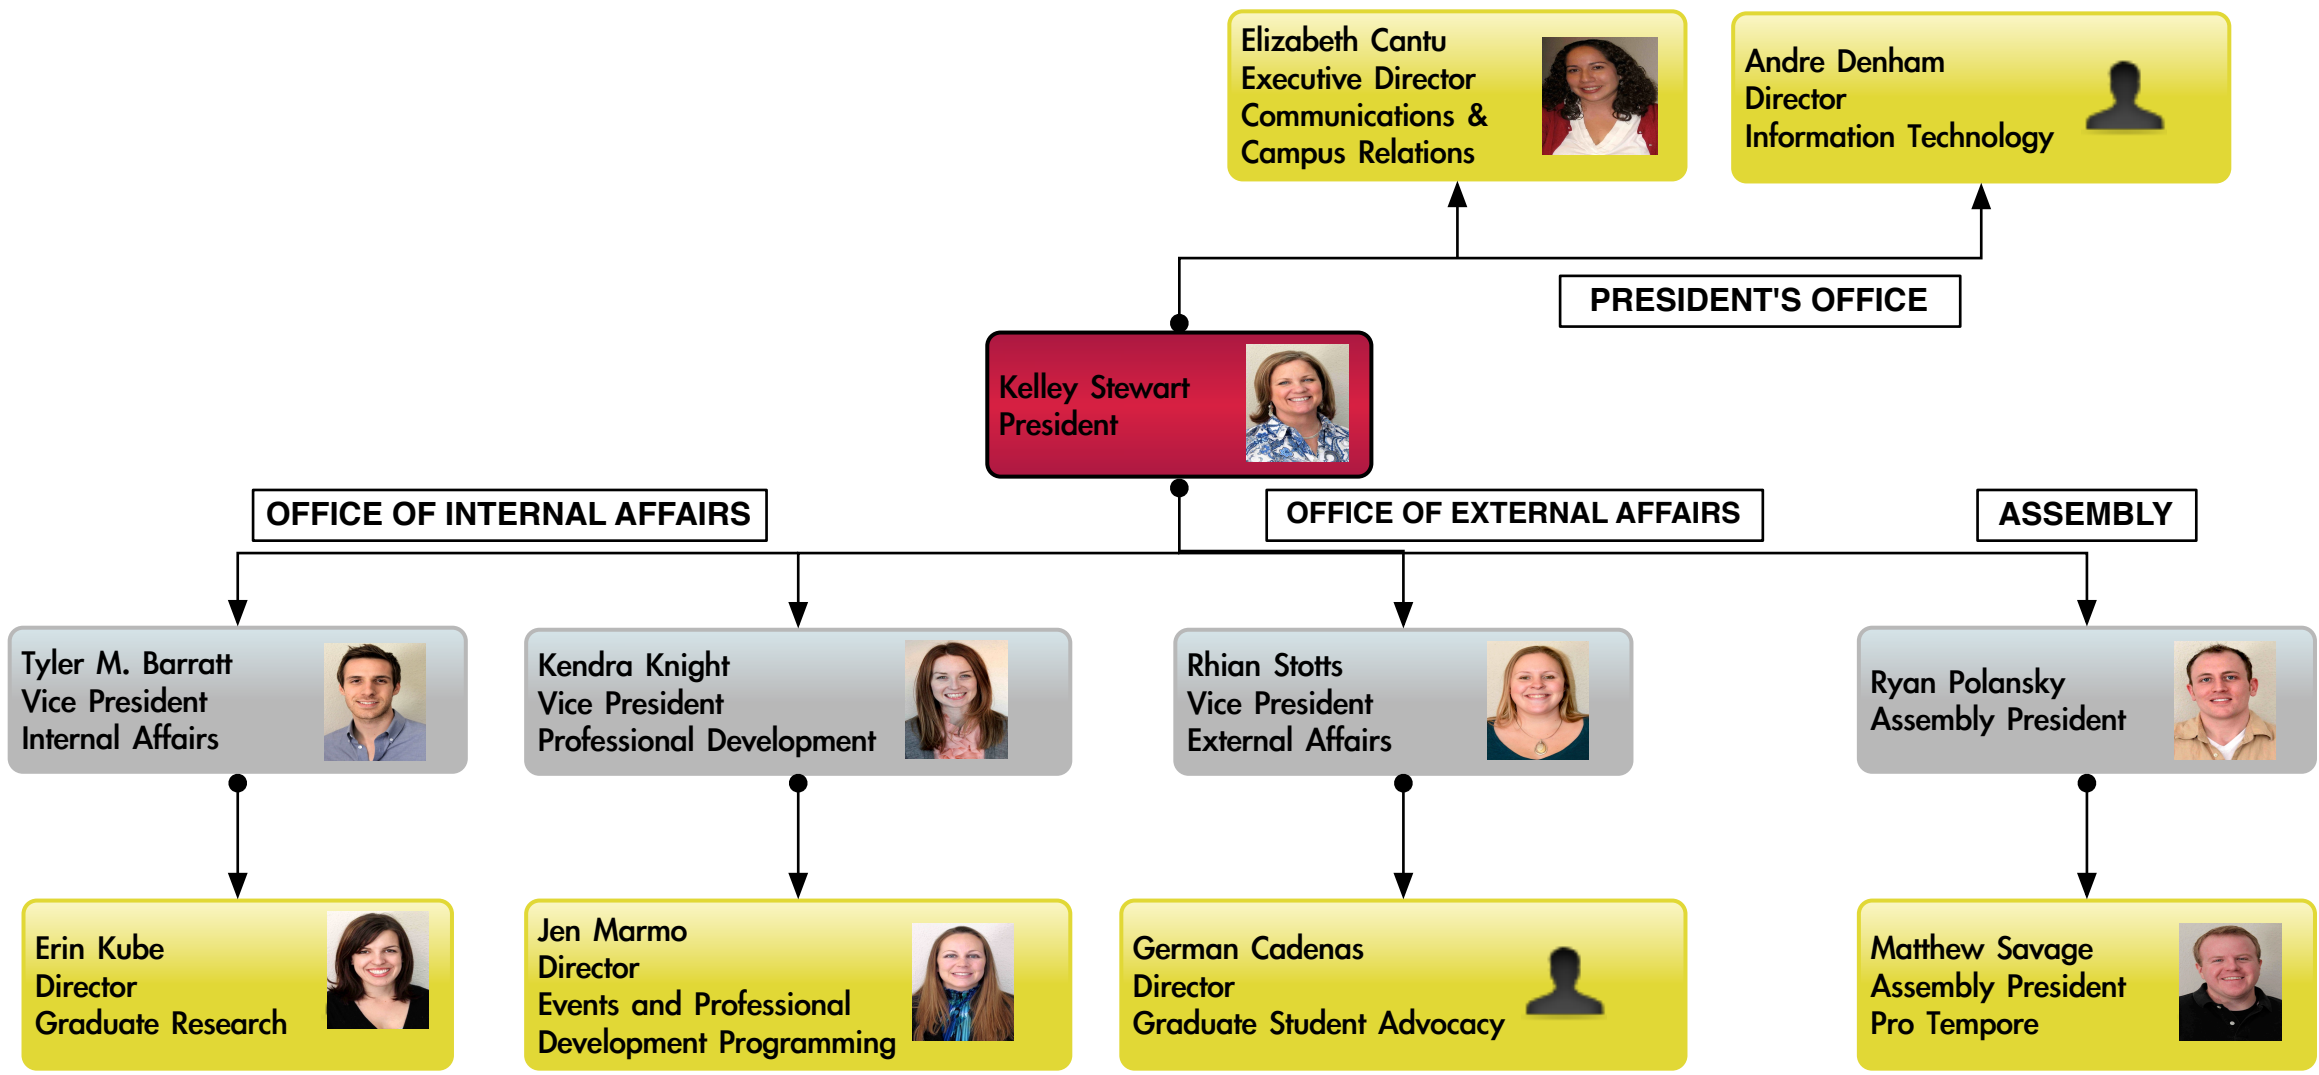 Elizabeth Cantu
Executive Director
Communications &
Campus Relations
Andre Denham
Director
Information Technology
PRESIDENT'S OFFICE
Kelley Stewart
President
OFFICE OF INTERNAL AFFAIRS
OFFICE OF EXTERNAL AFFAIRS
ASSEMBLY
Tyler M. Barratt
Vice President
Internal Affairs
Kendra Knight
Vice President
Professional Development
Rhian Stotts
Vice President
External Affairs
Ryan Polansky
Assembly President
Erin Kube
Director
Graduate Research
Jen Marmo
Director
Events and Professional
Development Programming
German Cadenas
Director
Graduate Student Advocacy
Matthew Savage
Assembly President
Pro Tempore